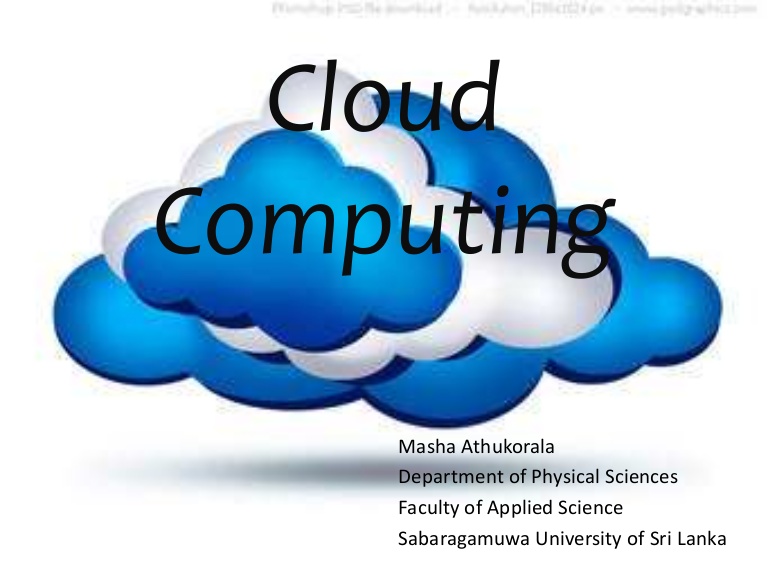 Cloud
Computing
Masha Athukorala
Department of Physical Sciences
Faculty of Applied Science
Sabaragamuwa University of Sri Lanka